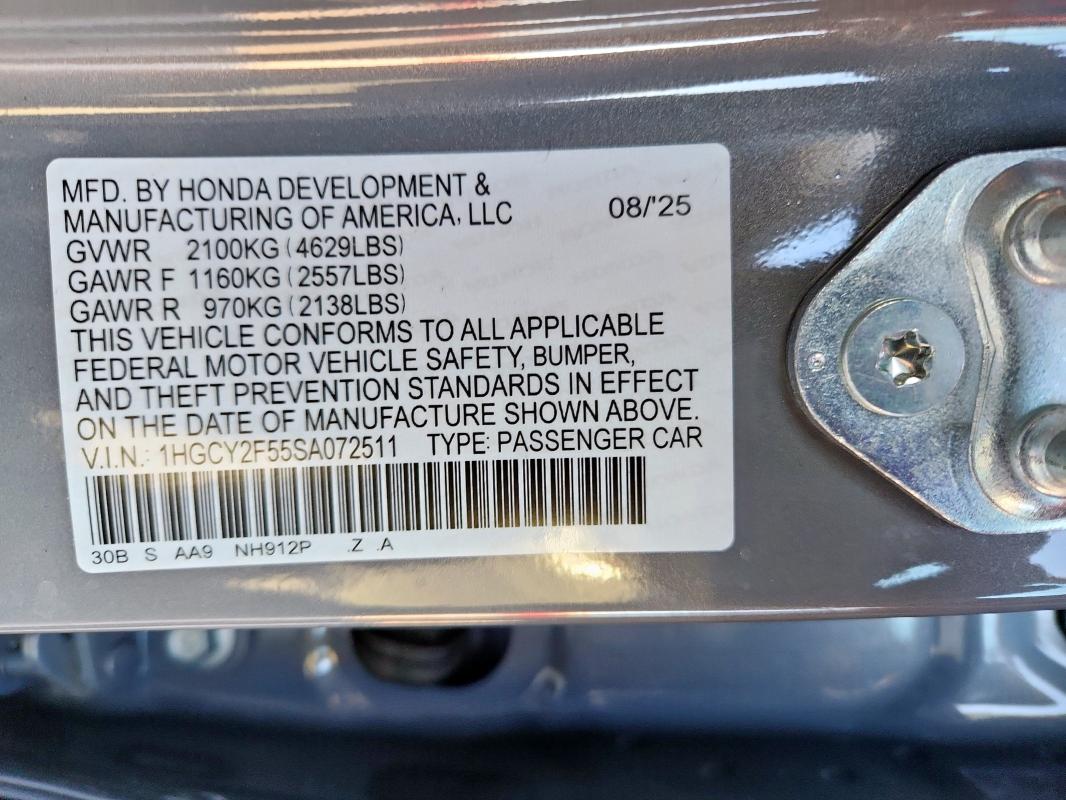 MFD. BY HONDA DEVELOPMENT &
MANUFACTURING OF AMERICA, LLC 08/'25
GVWR 2100KG (4629LBS)
GAWR F 1160KG (2557LBS)
GAWR R 970KG (2138LBS)
THIS VEHICLE CONFORMS TO ALL APPLICABLE
FEDERAL MOTOR VEHICLE SAFETY, BUMPER,
AND THEFT PREVENTION STANDARDS IN EFFECT
ON THE DATE OF MANUFACTURE SHOWN ABOVE.
V.I.N.: 1HGCY2F55SA072511 TYPE: PASSENGER CAR
30B S AA9 NH912P .Z .A